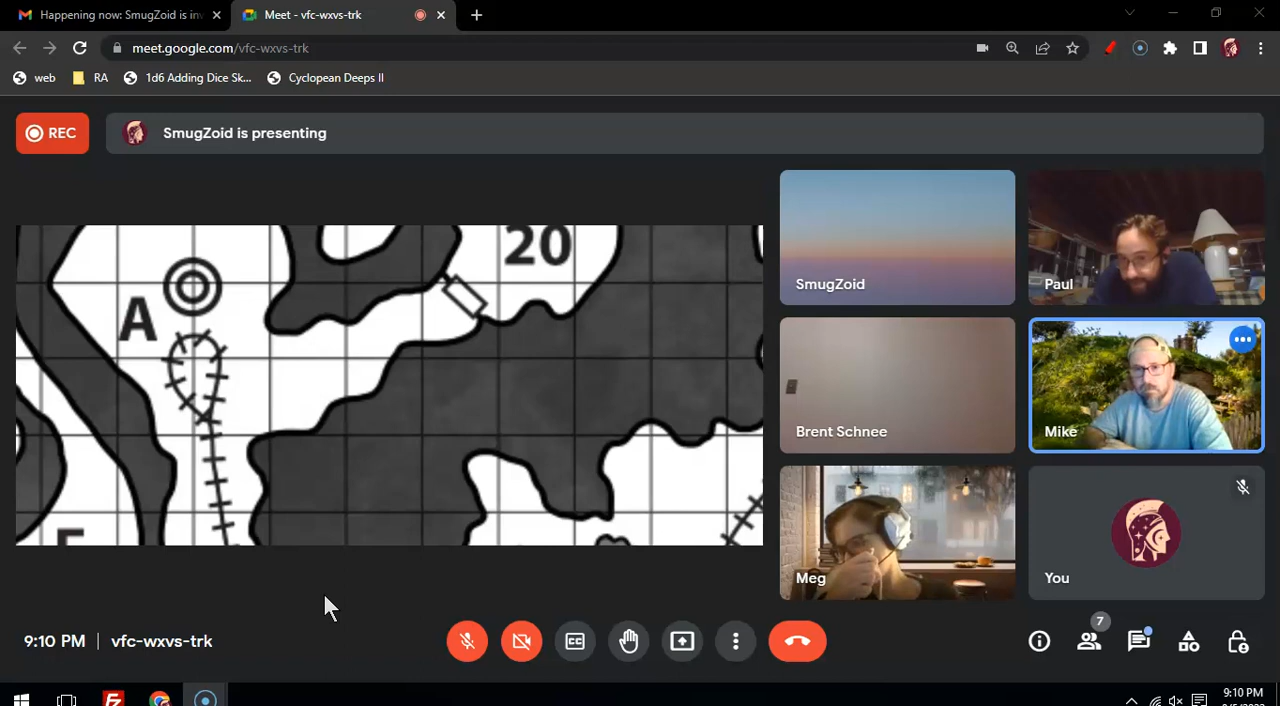 Happening now: SmugZoid is inv
Meet - vfc-wxvs-trk
meet.google.com/vfc-wxvs-trk
web
RA
1d6 Adding Dice Sk...
Cyclopean Deeps II
REC
SmugZoid is presenting
20
A
SmugZoid
Paul
Brent Schnee
Mike
Meg
You
9:10 PM
vfc-wxvs-trk
CC
7
9:10 PM